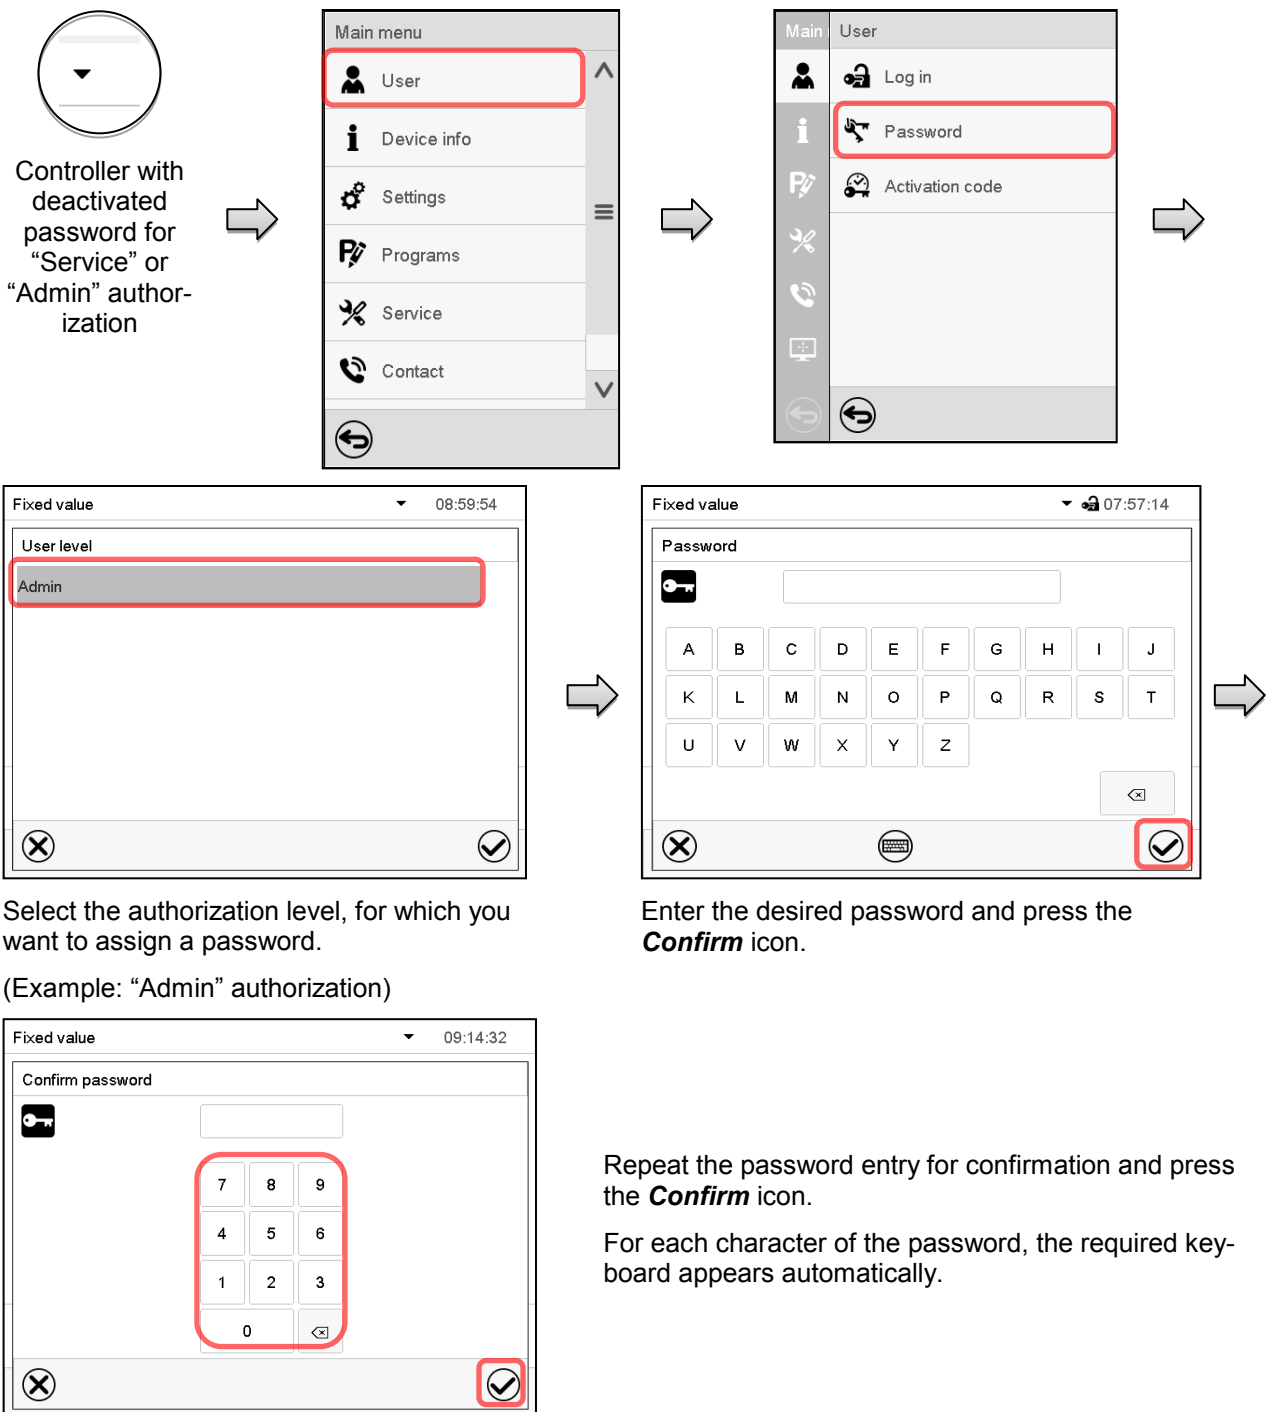 Controller with
deactivated
password for
“Service” or
“Admin” author-
ization
Main menu
User
Device info
Settings
Programs
Service
Contact
Main
User
Log in
Password
Activation code
Fixed value 08:59:54
User level
Admin
Select the authorization level, for which you
want to assign a password.
(Example: “Admin” authorization)
Fixed value 07:57:14
Password
A B C D E F G H I J
K L M N O P Q R S T
U V W X Y Z
Enter the desired password and press the
Confirm icon.
Fixed value 09:14:32
Confirm password
7 8 9
4 5 6
1 2 3
0
Repeat the password entry for confirmation and press
the Confirm icon.
For each character of the password, the required key-
board appears automatically.